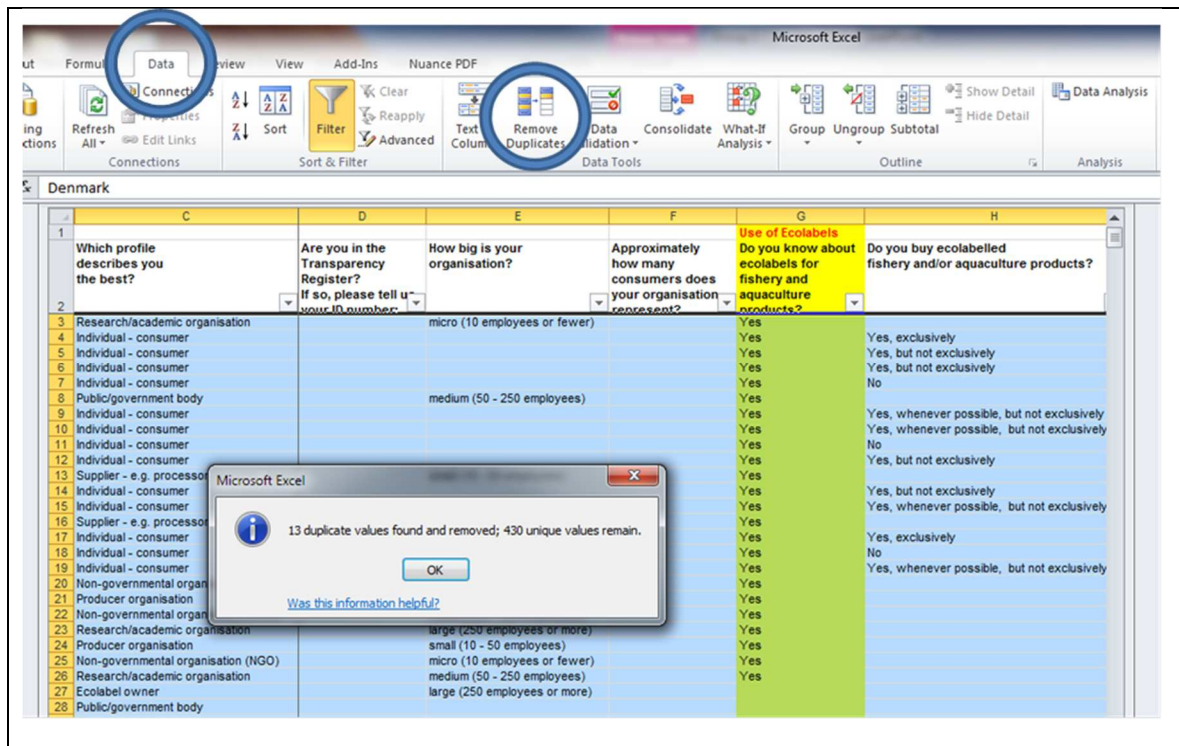 Microsoft Excel
ut Formul Data view View Add-Ins Nuance PDF
Connections Clear Show Detail Data Analysis
Properties Reapply Hide Detail
ing Refresh Sort Filter Text Remove Data Consolidate What-If Group Ungroup Subtotal
ctions All Edit Links Advanced Colum Duplicates lidation Analysis
Connections Sort & Filter Data Tools Outline Analysis
Denmark
C D E F G H
1 Use of Ecolabels
Which profile Are you in the How big is your Approximately Do you know about Do you buy ecolabelled
describes you Transparency organisation? how many ecolabels for fishery and/or aquaculture products?
the best? Register? consumers does fishery and
If so, please tell us your organisation aquaculture
2 your ID number: represent? products?
3 Research/academic organisation micro (10 employees or fewer) Yes
4 Individual - consumer Yes Yes, exclusively
5 Individual - consumer Yes Yes, but not exclusively
6 Individual - consumer Yes Yes, but not exclusively
7 Individual - consumer Yes No
8 Public/government body medium (50 - 250 employees) Yes
9 Individual - consumer Yes Yes, whenever possible, but not exclusively
10 Individual - consumer Yes Yes, whenever possible, but not exclusively
11 Individual - consumer Yes No
12 Individual - consumer Yes Yes, but not exclusively
13 Supplier - e.g. processor Yes
14 Individual - consumer Yes Yes, but not exclusively
15 Individual - consumer Yes Yes, whenever possible, but not exclusively
16 Supplier - e.g. processor Yes
17 Individual - consumer Yes Yes, exclusively
18 Individual - consumer Yes No
19 Individual - consumer Yes Yes, whenever possible, but not exclusively
20 Non-governmental organ Yes
21 Producer organisation Yes
22 Non-governmental organ Yes
23 Research/academic organisation large (250 employees or more) Yes
24 Producer organisation small (10 - 50 employees) Yes
25 Non-governmental organisation (NGO) micro (10 employees or fewer) Yes
26 Research/academic organisation medium (50 - 250 employees) Yes
27 Ecolabel owner large (250 employees or more)
28 Public/government body
Microsoft Excel
13 duplicate values found and removed; 430 unique values remain.
OK
Was this information helpful?